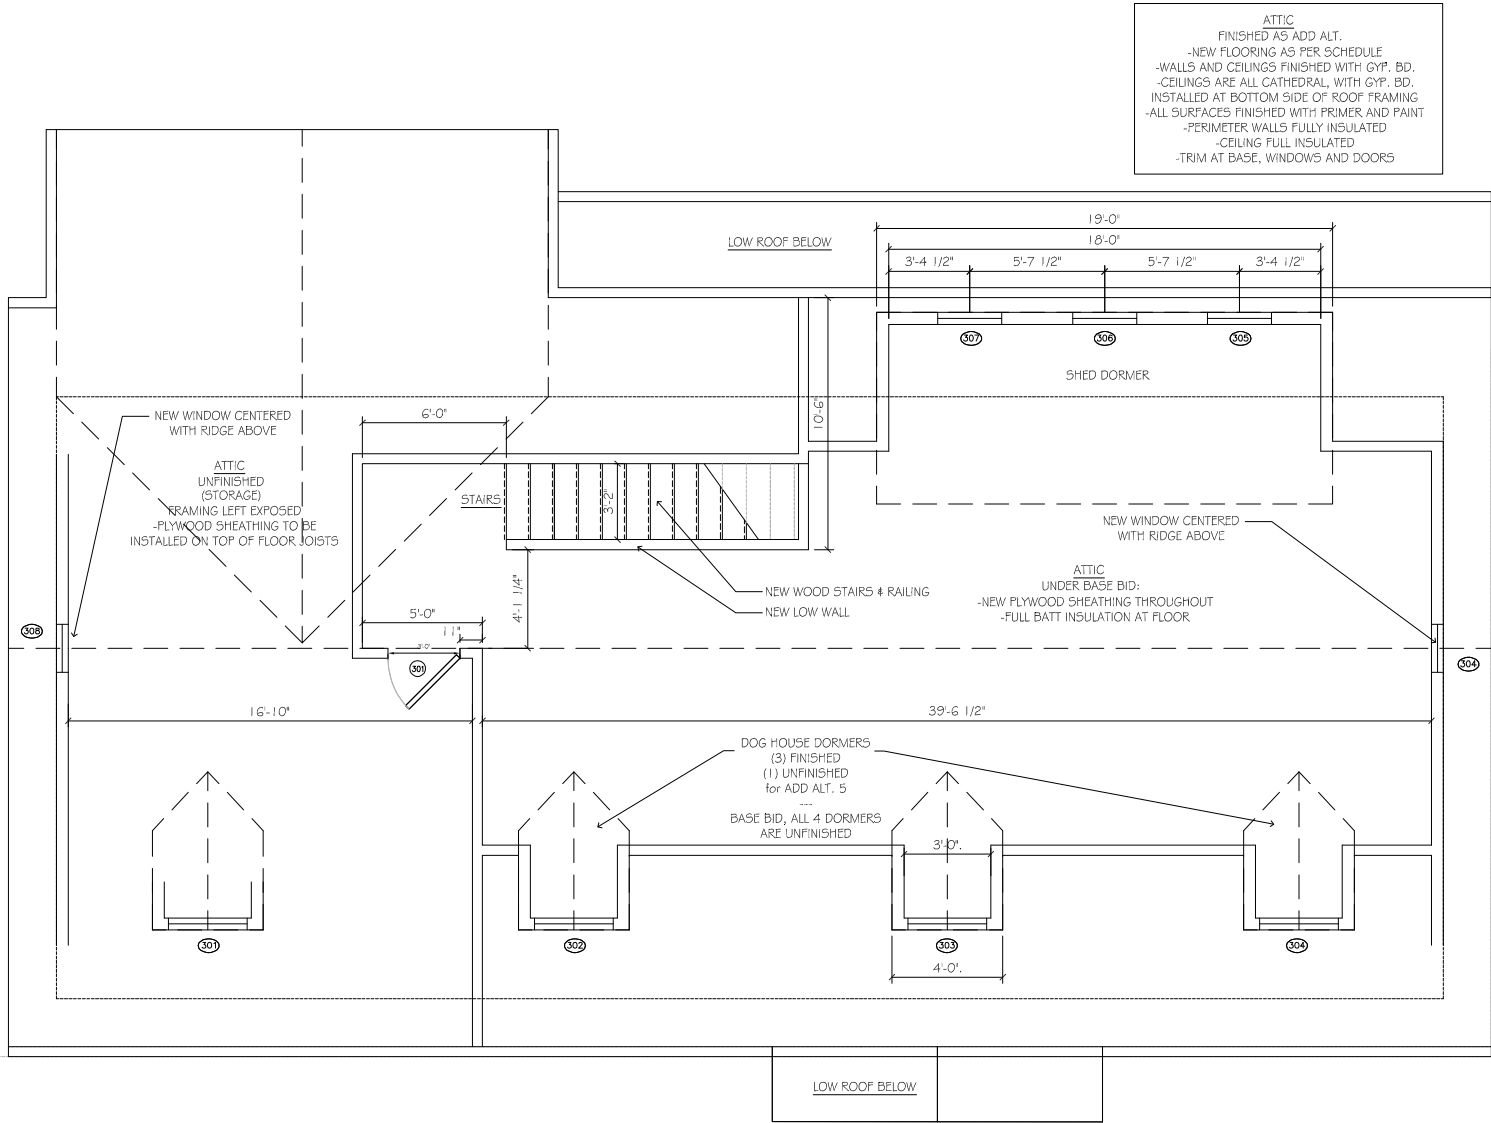 ATTIC
FINISHED AS ADD ALT.
-NEW FLOORING AS PER SCHEDULE
-WALLS AND CEILINGS FINISHED WITH GYP. BD.
-CEILINGS ARE ALL CATHEDRAL, WITH GYP. BD.
INSTALLED AT BOTTOM SIDE OF ROOF FRAMING
-ALL SURFACES FINISHED WITH PRIMER AND PAINT
-PERIMETER WALLS FULLY INSULATED
-CEILING FULL INSULATED
-TRIM AT BASE, WINDOWS AND DOORS
LOW ROOF BELOW
19'-0"
18'-0"
3'-4 1/2"
5'-7 1/2"
5'-7 1/2"
3'-4 1/2"
307
306
305
SHED DORMER
10'-6"
6'-0"
NEW WINDOW CENTERED
WITH RIDGE ABOVE
ATTIC
UNFINISHED
(STORAGE)
FRAMING LEFT EXPOSED
-PLYWOOD SHEATHING TO BE
INSTALLED ON TOP OF FLOOR JOISTS
STAIRS
3'-2"
NEW WINDOW CENTERED
WITH RIDGE ABOVE
ATTIC
UNDER BASE BID:
-NEW PLYWOOD SHEATHING THROUGHOUT
-FULL BATT INSULATION AT FLOOR
4'-1 1/4"
NEW WOOD STAIRS & RAILING
NEW LOW WALL
5'-0"
11"
3'-0"
301
308
304
16'-10"
39'-6 1/2"
DOG HOUSE DORMERS
(3) FINISHED
(1) UNFINISHED
for ADD ALT. 5
---
BASE BID, ALL 4 DORMERS
ARE UNFINISHED
3'-0".
301
302
303
304
4'-0".
LOW ROOF BELOW